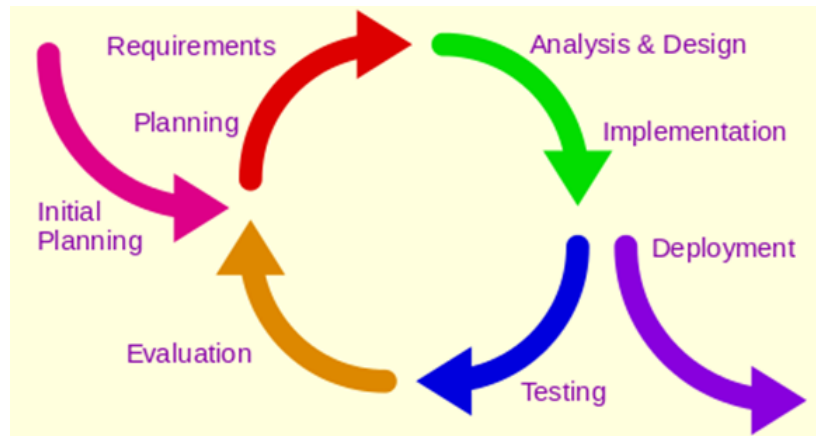 Requirements
Analysis & Design
Planning
Implementation
Initial
Planning
Deployment
Evaluation
Testing